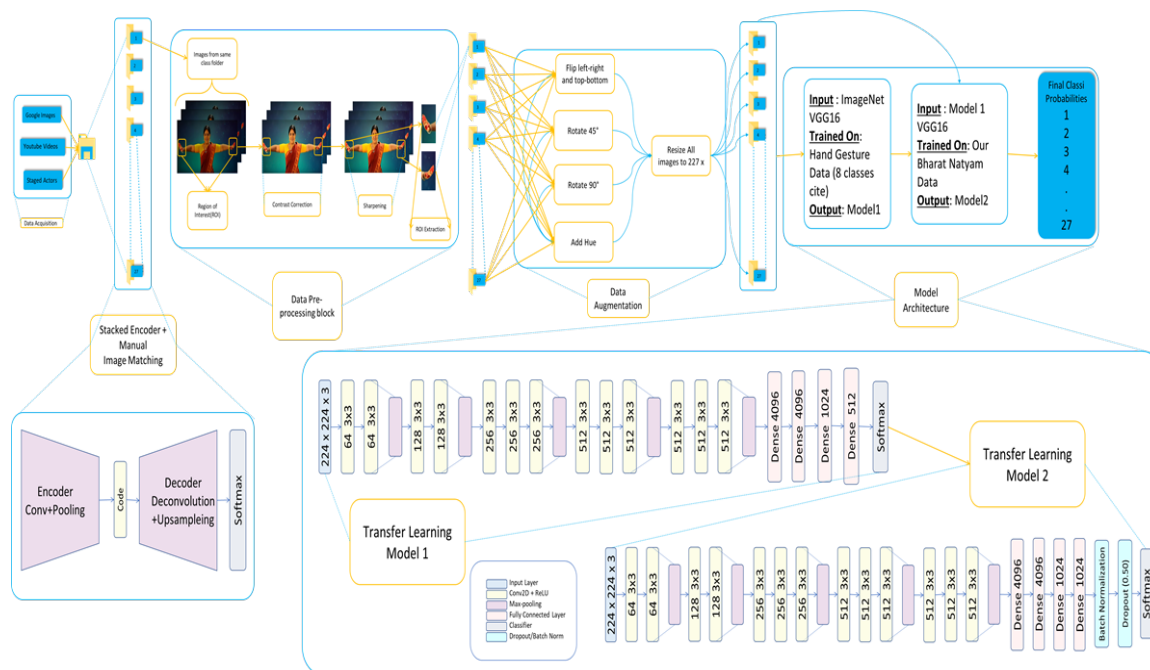 Google Images
Youtube Videos
Staged Actors
Data Acquisition
Stacked Encoder +
Manual
Image Matching
Encoder
Conv+Pooling
Code
Decoder
Deconvolution
+Upsampleing
Softmax
Images from same
class folder
Region of
Interest(ROI)
Contrast Correction
Sharpening
ROI Extraction
Data Pre-
processing block
Flip left-right
and top-bottom
Rotate 45°
Rotate 90°
Add Hue
Resize All
images to 227 x
Data
Augmentation
Input : ImageNet
VGG16
Trained On:
Hand Gesture
Data (8 classes
cite)
Output: Model1
Input : Model 1
VGG16
Trained On: Our
Bharat Natyam
Data
Output: Model2
Final Classi
Probabilities
1
2
3
4
.
.
27
Model
Architecture
224 x 224 x 3
64 3x3
64 3x3
128 3x3
128 3x3
256 3x3
256 3x3
256 3x3
512 3x3
512 3x3
512 3x3
512 3x3
512 3x3
512 3x3
Dense 4096
Dense 4096
Dense 1024
Dense 512
Softmax
Transfer Learning
Model 1
Transfer Learning
Model 2
Input Layer
Conv2D + ReLU
Max-pooling
Fully Connected Layer
Classifier
Dropout/Batch Norm
224 x 224 x 3
64 3x3
64 3x3
128 3x3
128 3x3
256 3x3
256 3x3
256 3x3
512 3x3
512 3x3
512 3x3
512 3x3
512 3x3
512 3x3
Dense 4096
Dense 4096
Dense 1024
Dense 1024
Batch Normalization
Dropout (0.50)
Softmax